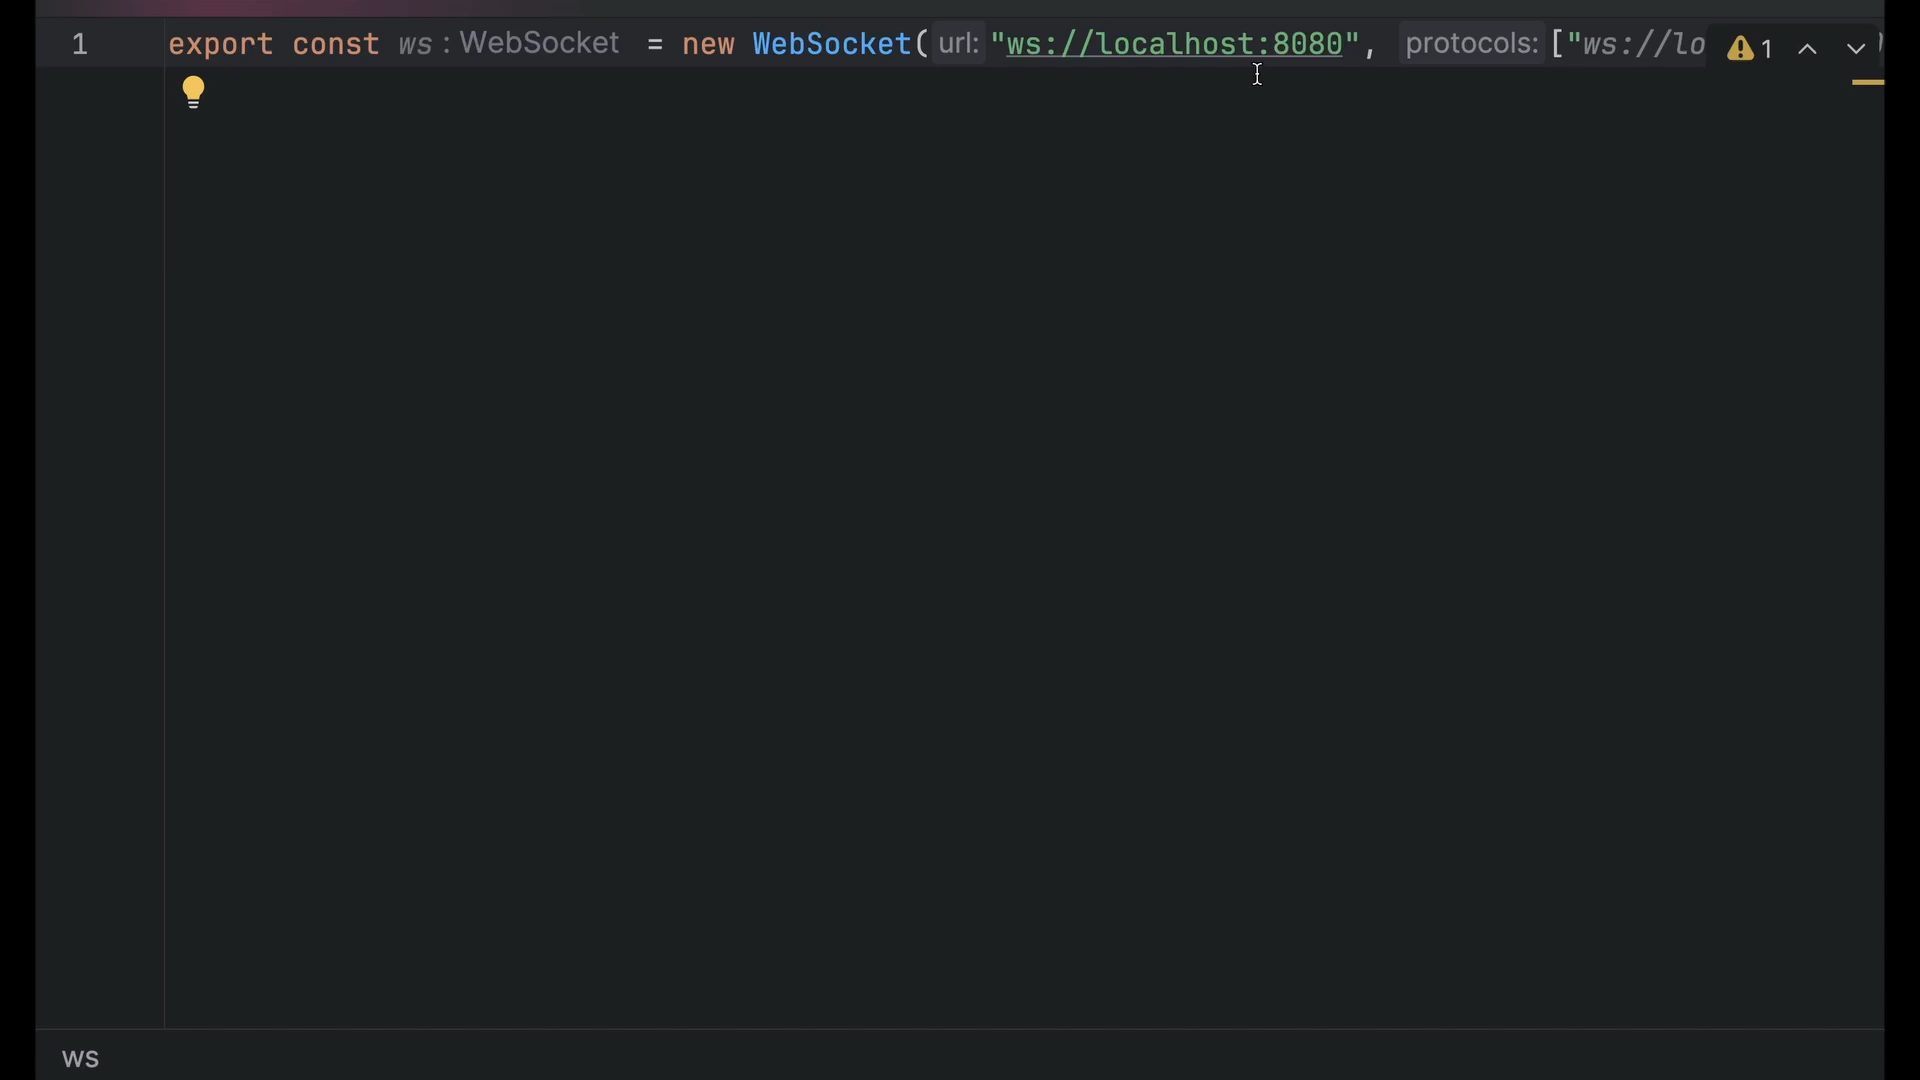 1 export const ws : WebSocket = new WebSocket( url: "ws://localhost:8080", protocols: ["ws://lo 1
ws